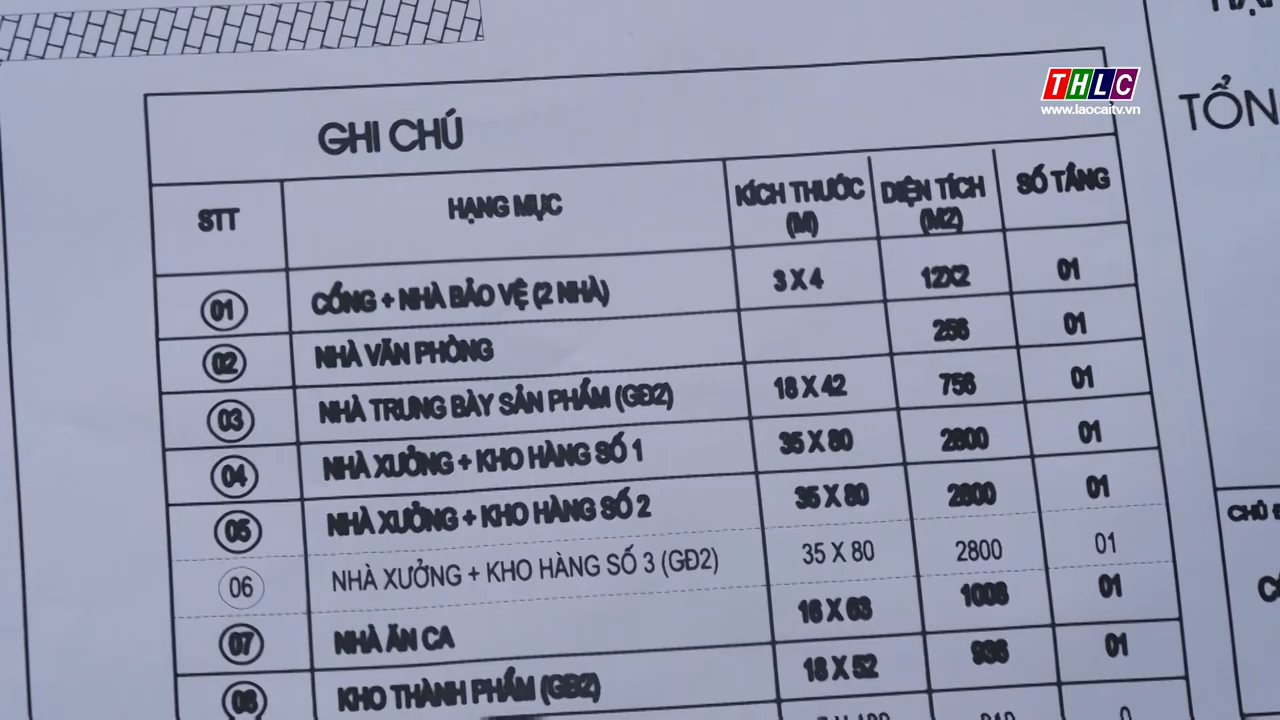 THLC
www.laocaitv.vn
TỔN
GHI CHÚ
STT HẠNG MỤC KÍCH THƯỚC (M) DIỆN TÍCH (M2) SỐ TẦNG
01 CỔNG + NHÀ BẢO VỆ (2 NHÀ) 3 X 4 12X2 01
02 NHÀ VĂN PHÒNG 256 01
03 NHÀ TRƯNG BÀY SẢN PHẨM (GĐ2) 18 X 42 756 01
04 NHÀ XƯỞNG + KHO HÀNG SỐ 1 35 X 80 2800 01
05 NHÀ XƯỞNG + KHO HÀNG SỐ 2 35 X 80 2800 01
06 NHÀ XƯỞNG + KHO HÀNG SỐ 3 (GĐ2) 35 X 80 2800 01
07 NHÀ ĂN CA 16 X 63 1008 01
08 KHO THÀNH PHẨM (GĐ2) 18 X 52 936 01
CHỦ